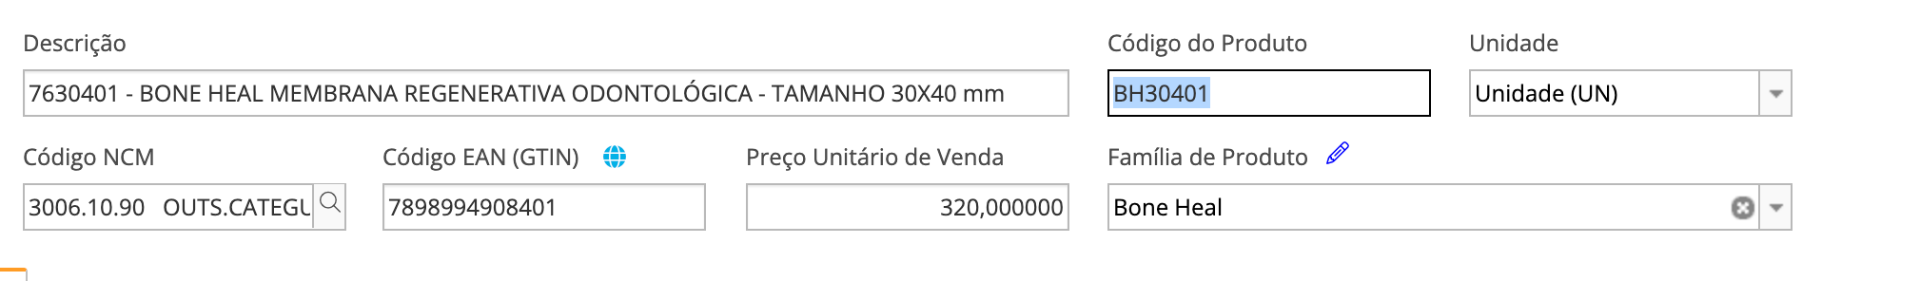 Descrição
Código do Produto
Unidade
7630401 - BONE HEAL MEMBRANA REGENERATIVA ODONTOLÓGICA - TAMANHO 30X40 mm
BH30401
Unidade (UN)
Código NCM
Código EAN (GTIN)
Preço Unitário de Venda
Família de Produto
3006.10.90 OUTS.CATEGU
7898994908401
320,000000
Bone Heal